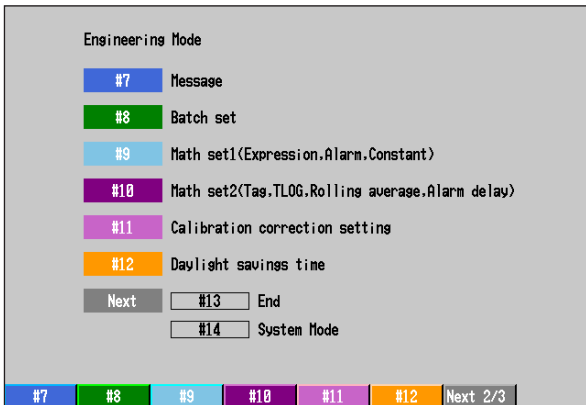 Engineering Mode
#7 Message
#8 Batch set
#9 Math set1(Expression,Alarm,Constant)
#10 Math set2(Tag,TLOG,Rolling average,Alarm delay)
#11 Calibration correction setting
#12 Daylight savings time
Next #13 End
#14 System Mode
#7 #8 #9 #10 #11 #12 Next 2/3